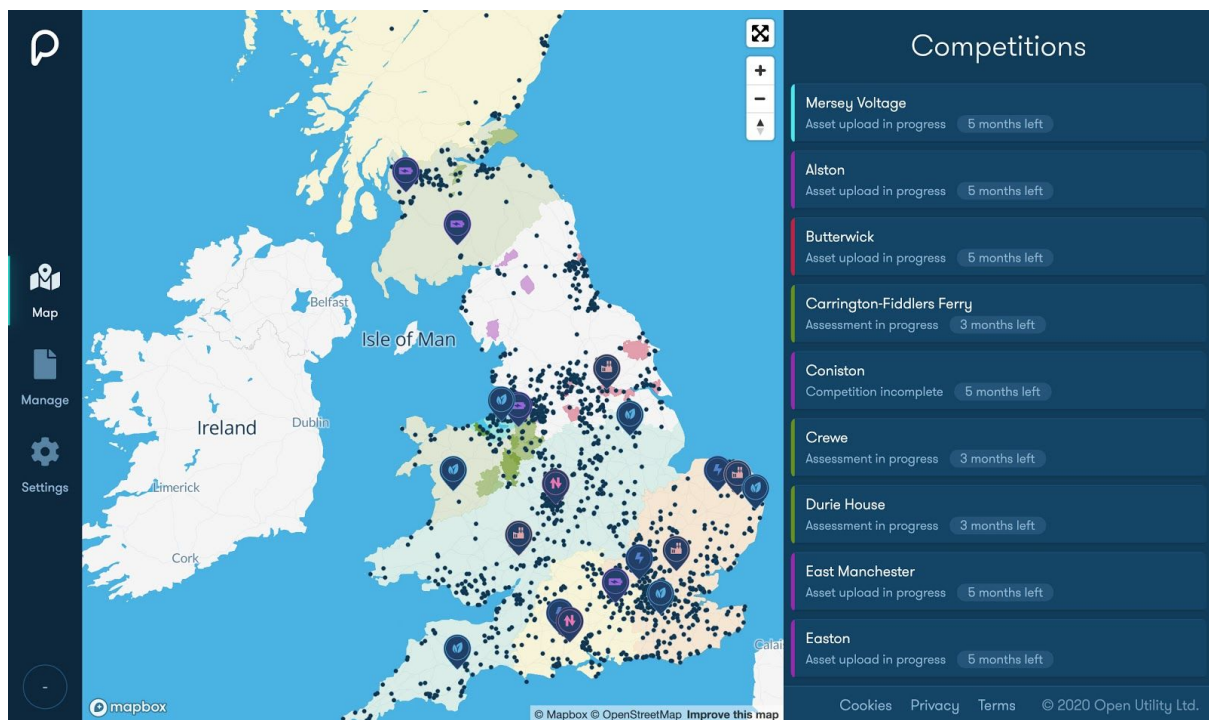 Map
Manage
Settings
-
Belfast
Isle of Man
Ireland
Dublin
Limerick
Cork
mapbox
© Mapbox © OpenStreetMap Improve this map
Competitions
Mersey Voltage
Asset upload in progress 5 months left
Alston
Asset upload in progress 5 months left
Butterwick
Asset upload in progress 5 months left
Carrington-Fiddlers Ferry
Assessment in progress 3 months left
Coniston
Competition incomplete 5 months left
Crewe
Assessment in progress 3 months left
Durie House
Assessment in progress 3 months left
East Manchester
Asset upload in progress 5 months left
Easton
Asset upload in progress 5 months left
Cookies Privacy Terms © 2020 Open Utility Ltd.